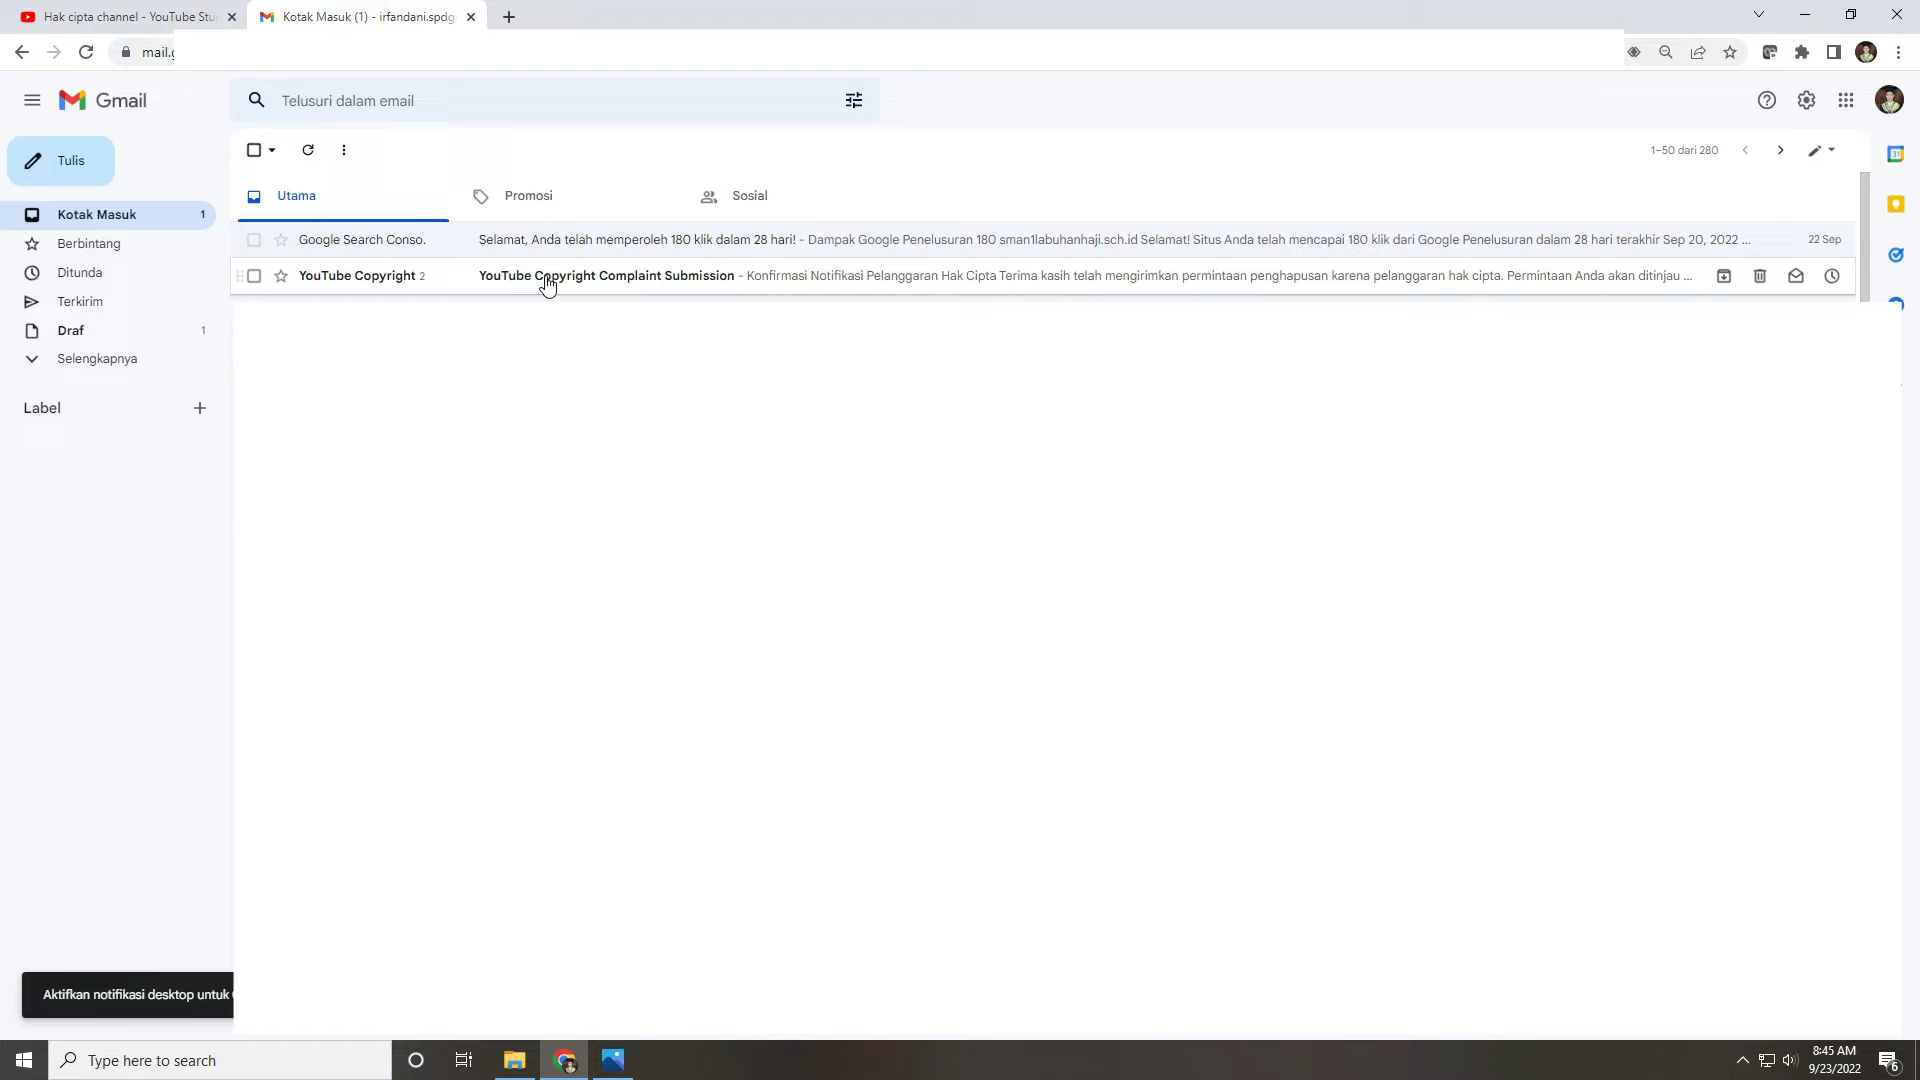 Hak cipta channel - YouTube Stu
Kotak Masuk (1) - irfandani.spdg
mail.g
Gmail
Telusuri dalam email
Tulis
1–50 dari 280
Utama
Promosi
Sosial
Kotak Masuk 1
Berbintang
Ditunda
Terkirim
Draf 1
Selengkapnya
Label
Google Search Conso. Selamat, Anda telah memperoleh 180 klik dalam 28 hari! - Dampak Google Penelusuran 180 sman1labuhanhaji.sch.id Selamat! Situs Anda telah mencapai 180 klik dari Google Penelusuran dalam 28 hari terakhir Sep 20, 2022 ... 22 Sep
YouTube Copyright 2 YouTube Copyright Complaint Submission - Konfirmasi Notifikasi Pelanggaran Hak Cipta Terima kasih telah mengirimkan permintaan penghapusan karena pelanggaran hak cipta. Permintaan Anda akan ditinjau ...
31
Aktifkan notifikasi desktop untuk
Type here to search
8:45 AM
9/23/2022
6